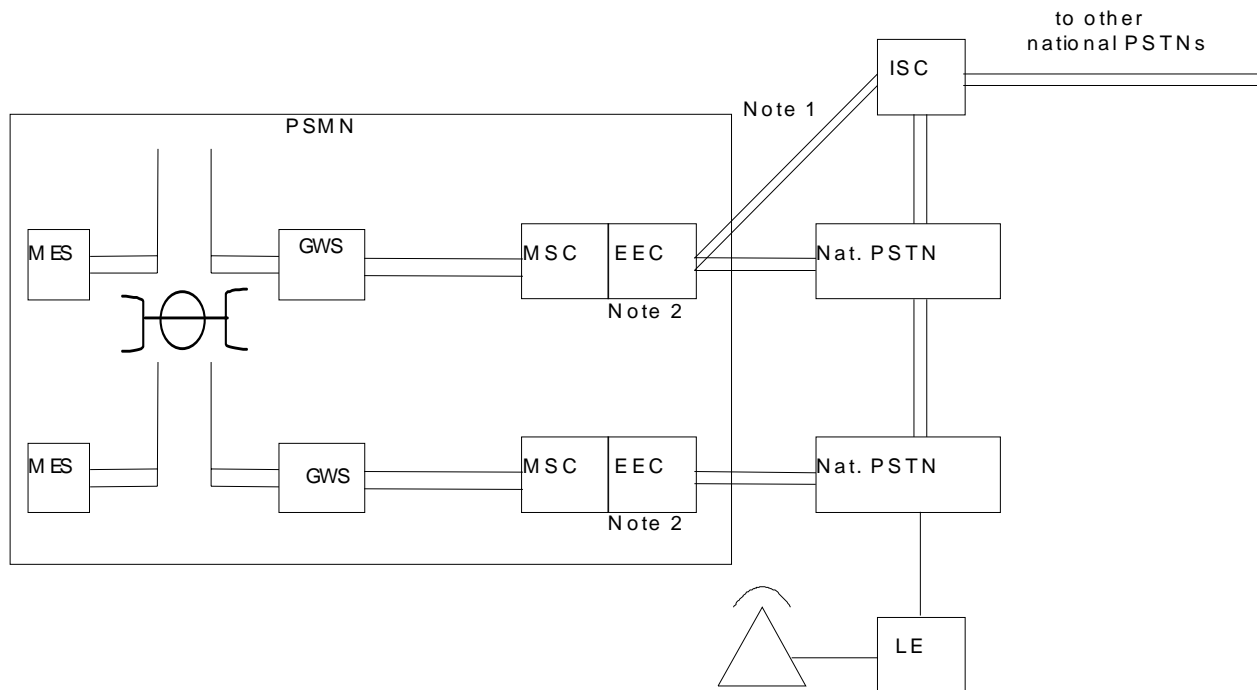 to other
national PSTNs
ISC
Note 1
PSMN
MES
GWS
MSC
EEC
Nat. PSTN
Note 2
MES
GWS
MSC
EEC
Nat. PSTN
Note 2
LE